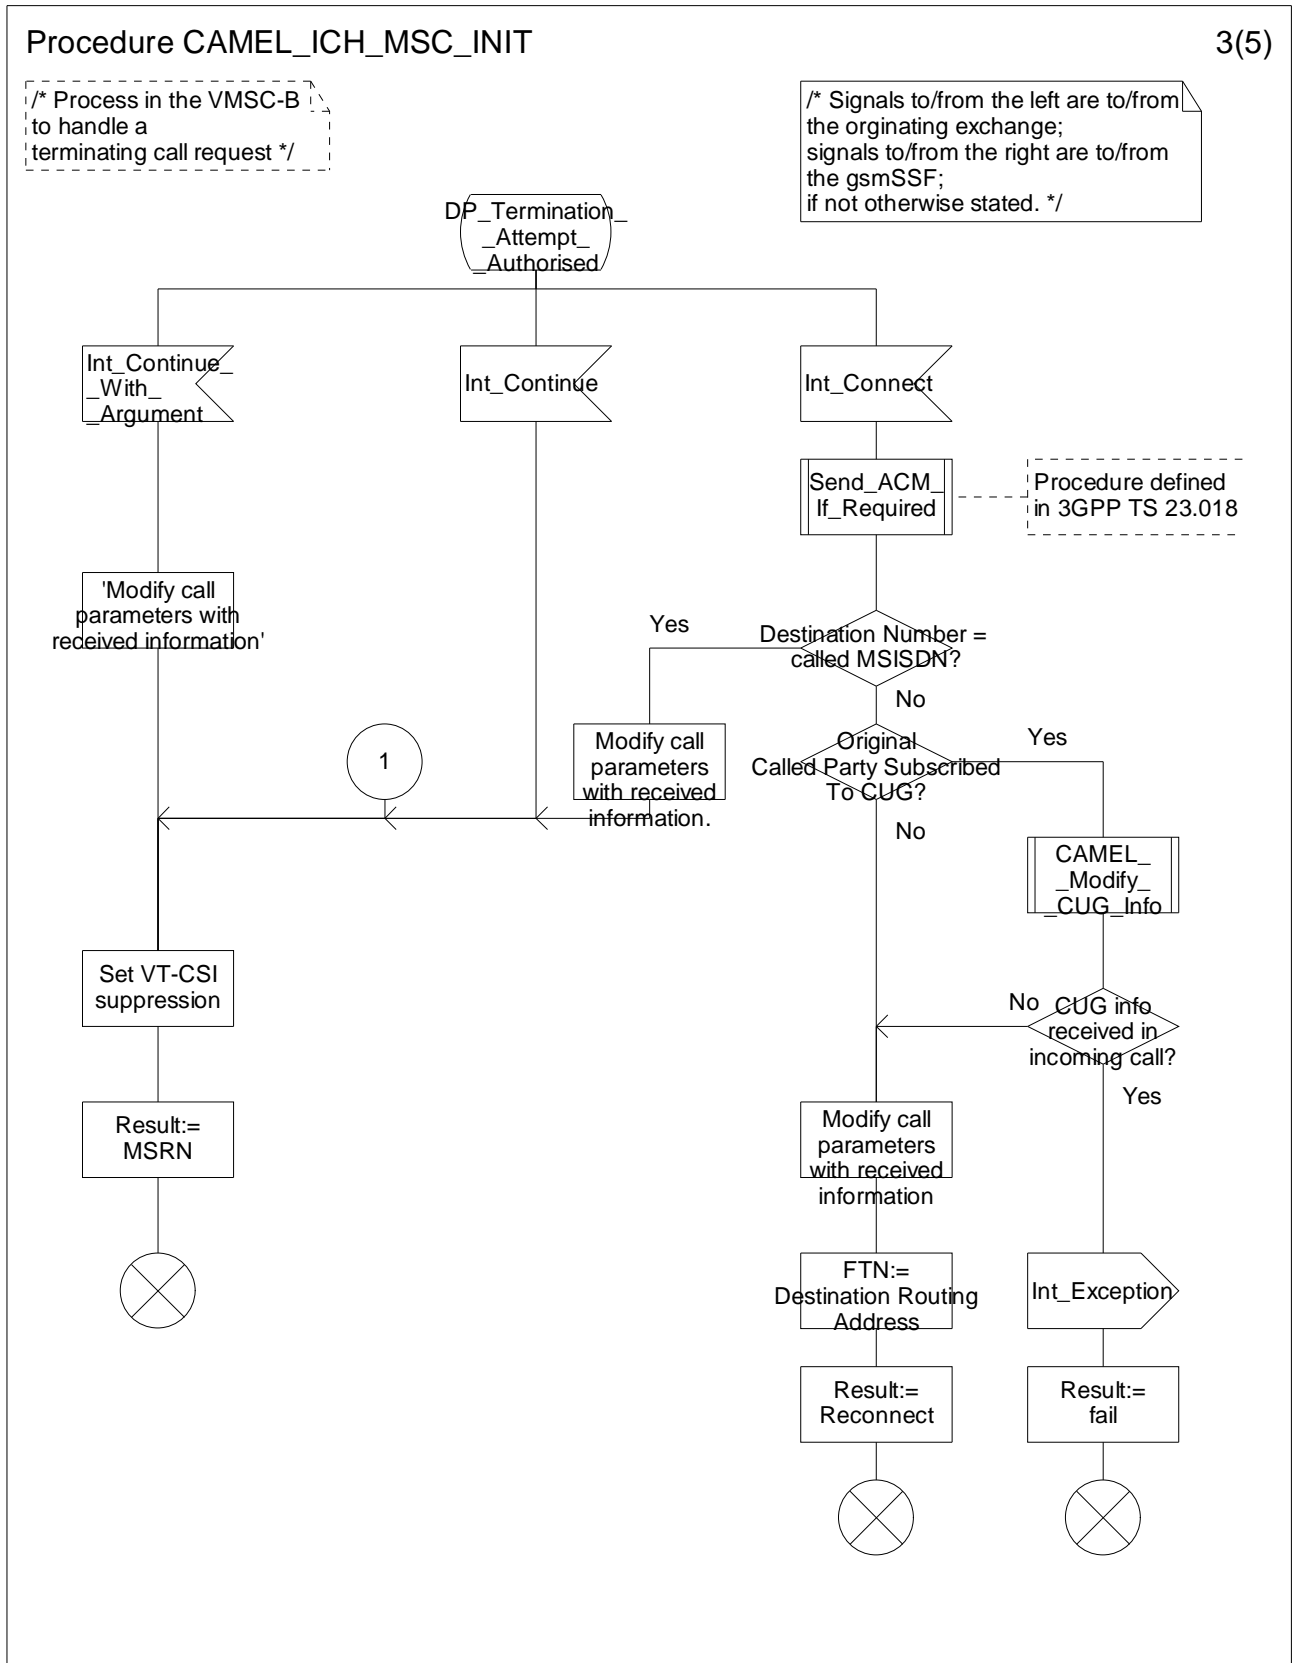 Procedure CAMEL_ICH_MSC_INIT
3(5)
/* Process in the VMSC-B
to handle a
terminating call request */
/* Signals to/from the left are to/from
the orginating exchange;
signals to/from the right are to/from
the gsmSSF;
if not otherwise stated. */
DP_Termination_
_Attempt_
_Authorised
Int_Continue_
_With_
_Argument
Int_Continue
Int_Connect
Send_ACM_
If_Required
Procedure defined
in 3GPP TS 23.018
'Modify call
parameters with
received information'
Yes
Destination Number =
called MSISDN?
No
1
Modify call
parameters
with received
information.
Original
Called Party Subscribed
To CUG?
Yes
No
CAMEL_
_Modify_
_CUG_Info
Set VT-CSI
suppression
No
CUG info
received in
incoming call?
Yes
Result:=
MSRN
Modify call
parameters
with received
information
FTN:=
Destination Routing
Address
Int_Exception
Result:=
Reconnect
Result:=
fail